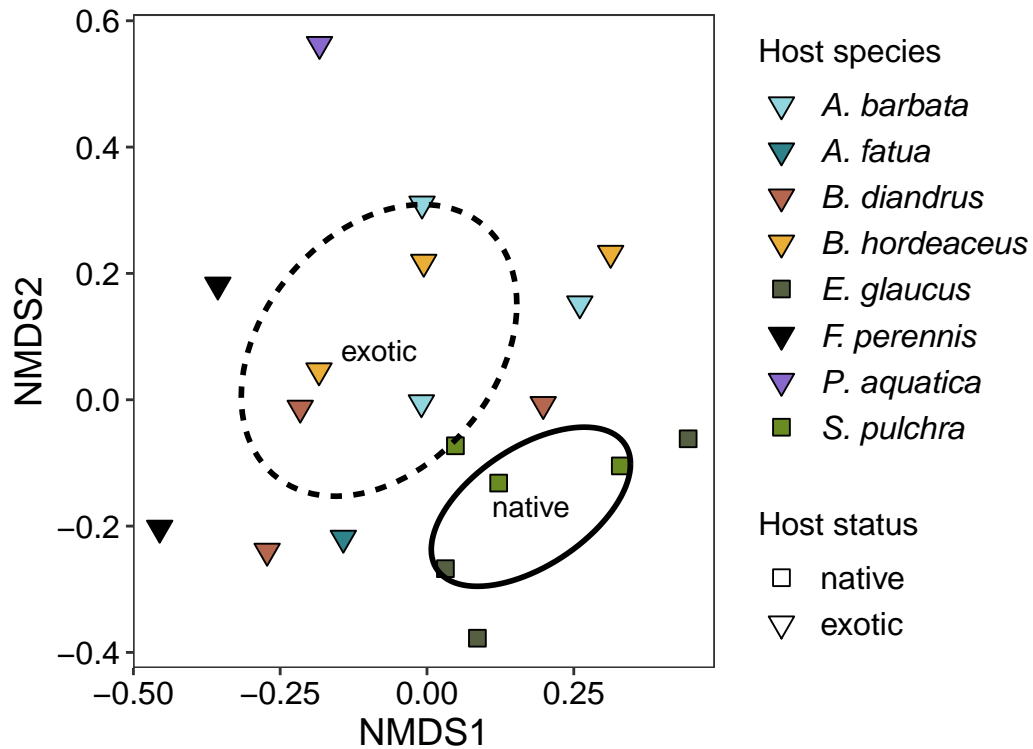 0.6
0.4
0.2
0.0
−0.2
−0.4
NMDS2
−0.50
−0.25
0.00
0.25
NMDS1
exotic
native
Host species
A. barbata
A. fatua
B. diandrus
B. hordeaceus
E. glaucus
F. perennis
P. aquatica
S. pulchra
Host status
native
exotic